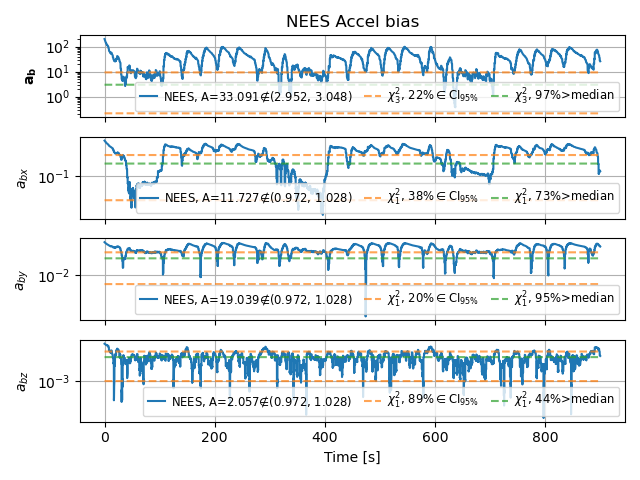 NEES Accel bias
a_b
10²
10¹
10⁰
NEES, A=33.091∉(2.952, 3.048)
χ²₃, 22%∈CI₉₅%
χ²₃, 97%>median
a_bx
10⁻¹
NEES, A=11.727∉(0.972, 1.028)
χ²₁, 38%∈CI₉₅%
χ²₁, 73%>median
a_by
10⁻²
NEES, A=19.039∉(0.972, 1.028)
χ²₁, 20%∈CI₉₅%
χ²₁, 95%>median
a_bz
10⁻³
NEES, A=2.057∉(0.972, 1.028)
χ²₁, 89%∈CI₉₅%
χ²₁, 44%>median
0 200 400 600 800
Time [s]